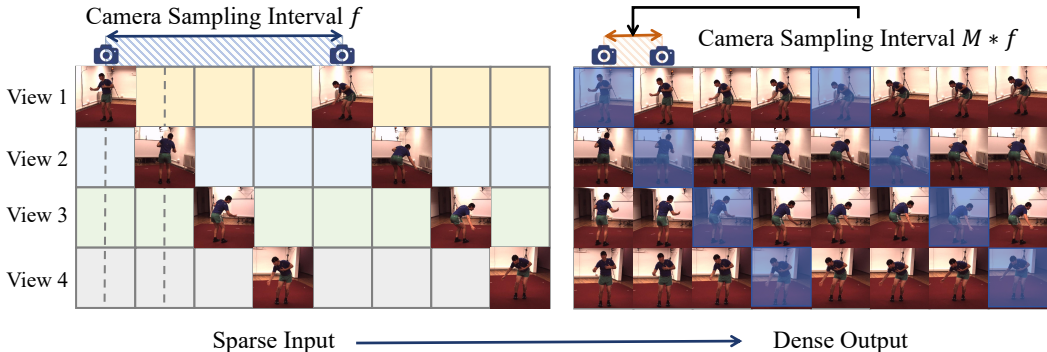 Camera Sampling Interval f
Camera Sampling Interval M * f
View 1
View 2
View 3
View 4
Sparse Input
Dense Output